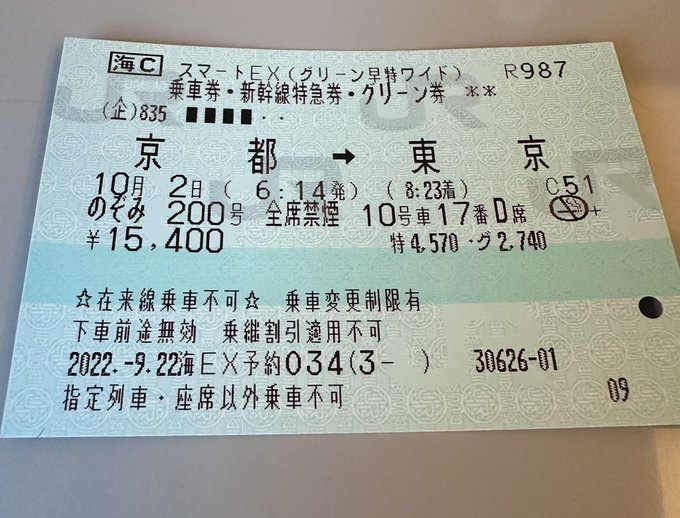 海C スマートEX(グリーン早特ワイド) R987
乗車券・新幹線特急券・グリーン券 **
(企)835 ■■■■・・
京都 → 東京
10月 2日( 6:14発) ( 8:23着) C51
のぞみ 200号 全席禁煙 10号車17番D席 +
¥15,400 特4,570・グ2,740
☆在来線乗車不可☆ 乗車変更制限有
下車前途無効 乗継割引適用不可
2022.-9.22海EX予約034(3- ) 30626-01
指定列車・座席以外乗車不可 09